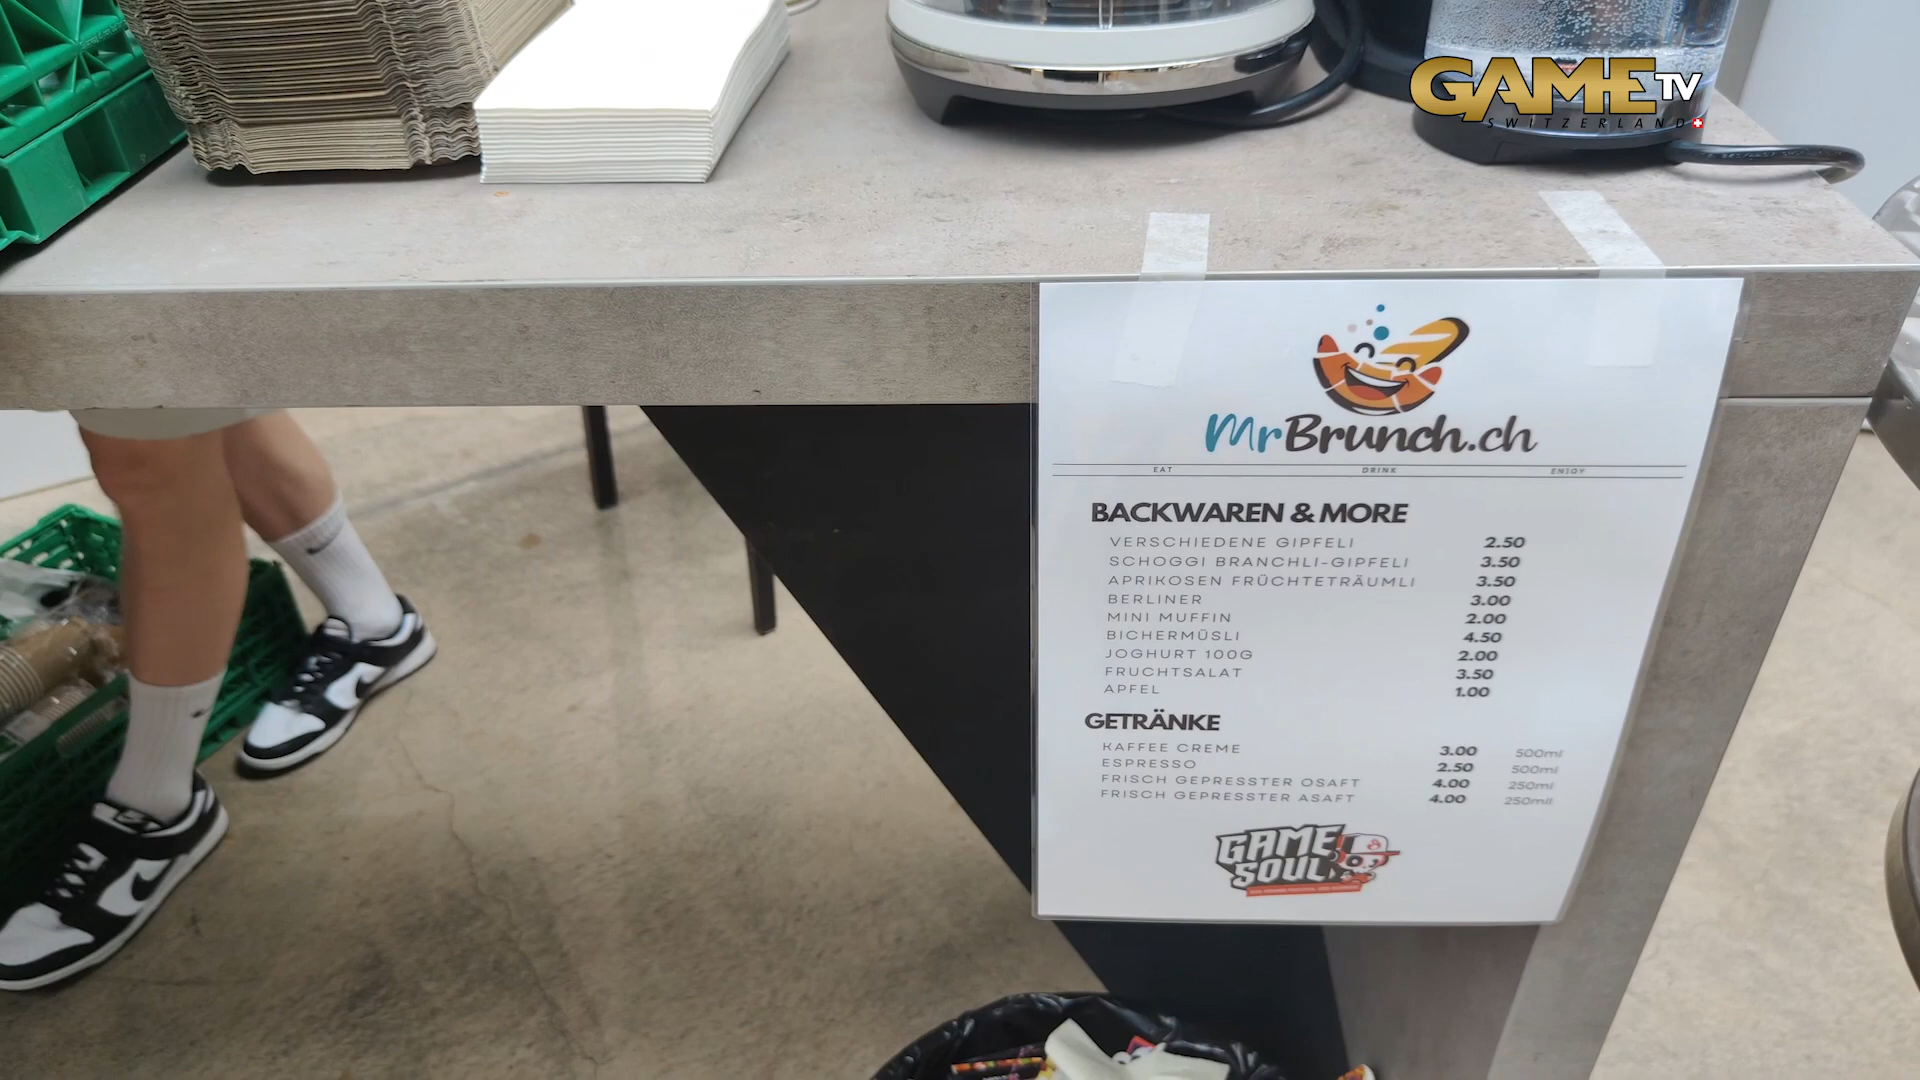 GAMETV
SWITZERLAND
MrBrunch.ch
EAT DRINK ENJOY
BACKWAREN & MORE
VERSCHIEDENE GIPFELI 2.50
SCHOGGI BRANCHLI-GIPFELI 3.50
APRIKOSEN FRÜCHTETRÄUMLI 3.50
BERLINER 3.00
MINI MUFFIN 2.00
BICHERMÜSLI 4.50
JOGHURT 100G 2.00
FRUCHTSALAT 3.50
APFEL 1.00
GETRÄNKE
KAFFEE CREME 3.00 500ml
ESPRESSO 2.50 500ml
FRISCH GEPRESSTER OSAFT 4.00 250ml
FRISCH GEPRESSTER ASAFT 4.00 250mll
GAME
SOUL